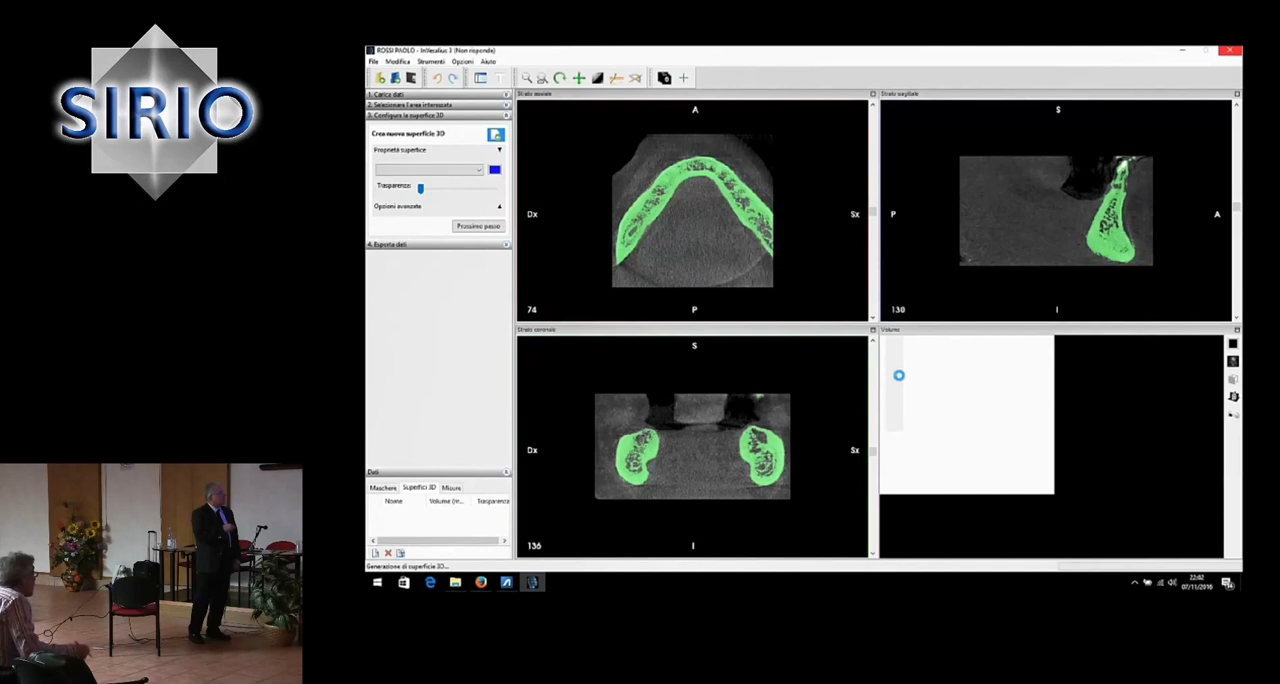 SIRIO
ROSSI PAOLO - InVesalius 3 (Non risponde)
File Modifica Strumenti Opzioni Aiuto
1. Carica dati
2. Selezionare l'area interessata
3. Configura la superficie 3D
Crea nuova superficie 3D
Proprietà superfice
Trasparenza:
Opzioni avanzate
Prossimo passo
4. Esporta dati
Dati
Maschere Superfici 3D Misure
Nome Volume (m... Trasparenza
Generazione di superficie 3D...
Strato assiale
A
Dx Sx
74 P
Strato sagittale
S
P A
130 I
Strato coronale
S
Dx Sx
136 I
Volume
22:02
07/11/2016